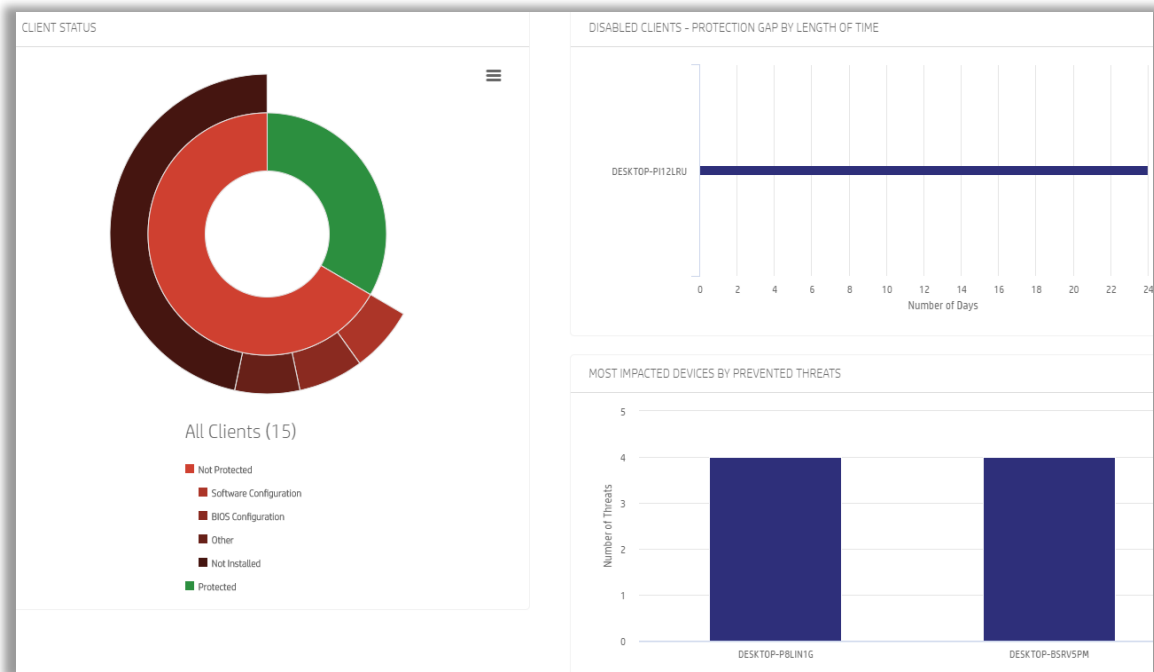 CLIENT STATUS
All Clients (15)
Not Protected
Software Configuration
BIOS Configuration
Other
Not Installed
Protected
DISABLED CLIENTS - PROTECTION GAP BY LENGTH OF TIME
DESKTOP-PI12LRU
0 2 4 6 8 10 12 14 16 18 20 22 24
Number of Days
MOST IMPACTED DEVICES BY PREVENTED THREATS
Number of Threats
5
4
3
2
1
0
DESKTOP-P8LIN1G DESKTOP-BSRV5PM